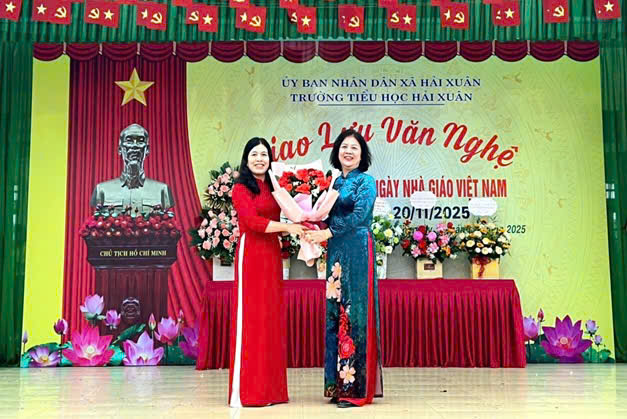 ỦY BAN NHÂN DÂN XÃ HẢI XUÂN
TRƯỜNG TIỂU HỌC HẢI XUÂN
Giao Lưu Văn Nghệ
NGÀY NHÀ GIÁO VIỆT NAM
20/11/2025
CHỦ TỊCH HỒ CHÍ MINH